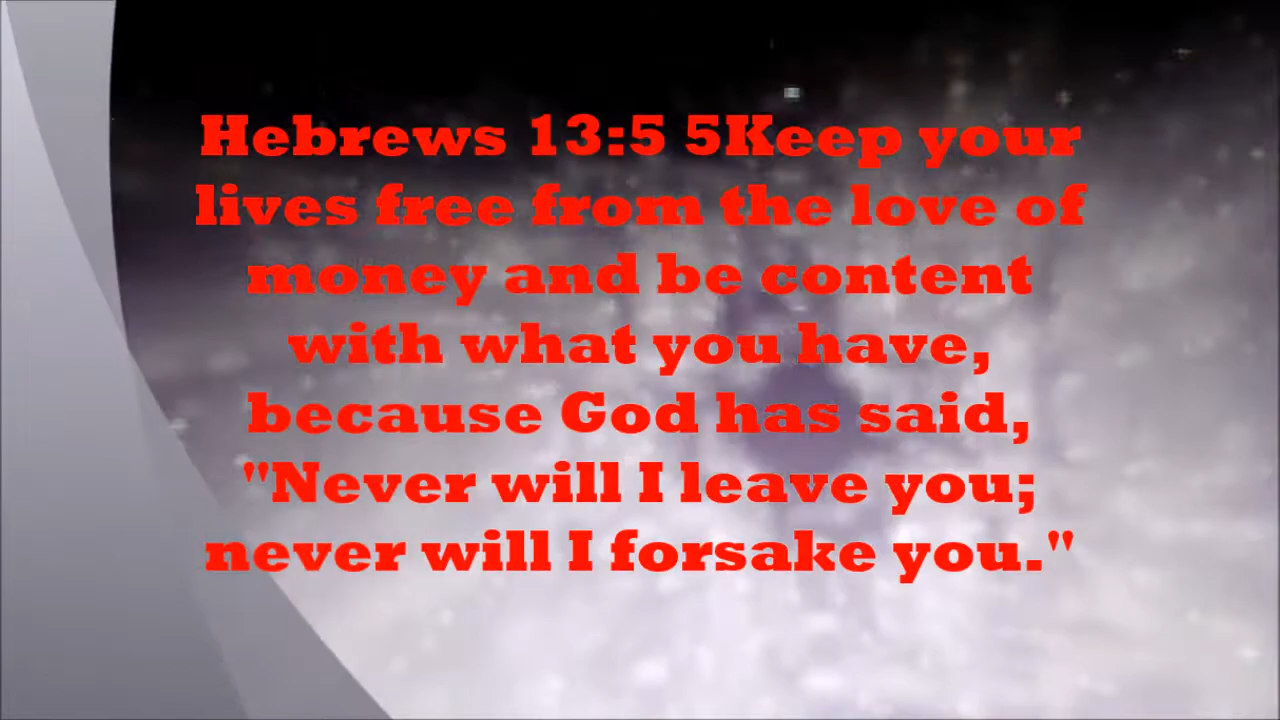 Hebrews 13:5 5Keep your
lives free from the love of
money and be content
with what you have,
because God has said,
"Never will I leave you;
never will I forsake you."